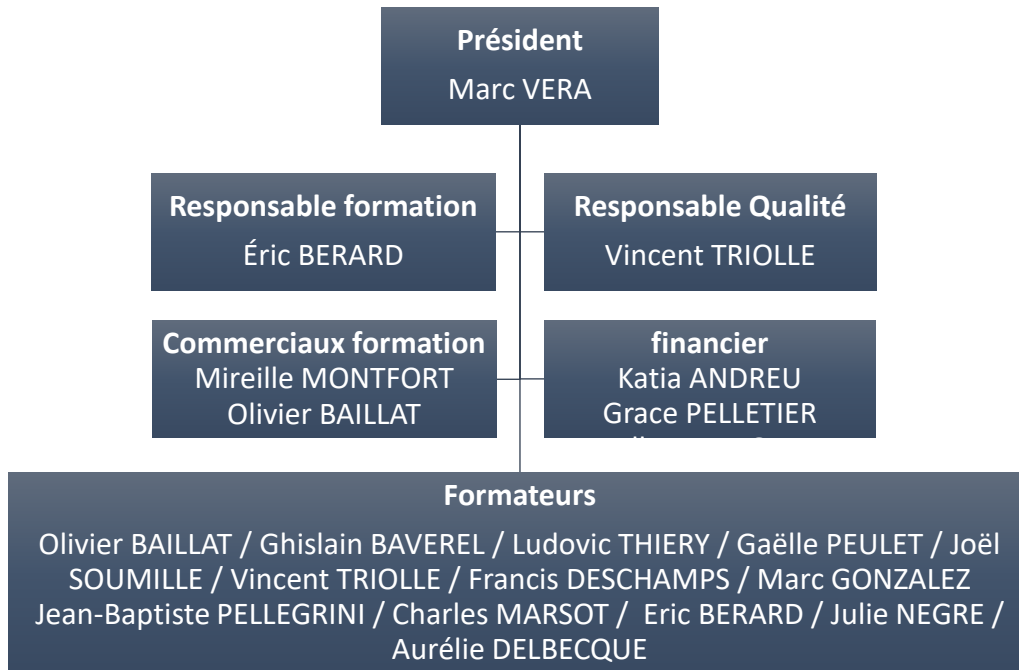 Président
Marc VERA
Responsable formation
Éric BERARD
Responsable Qualité
Vincent TRIOLLE
Commerciaux formation
Mireille MONTFORT
Olivier BAILLAT
financier
Katia ANDREU
Grace PELLETIER
Formateurs
Olivier BAILLAT / Ghislain BAVEREL / Ludovic THIERY / Gaëlle PEULET / Joël
SOUMILLE / Vincent TRIOLLE / Francis DESCHAMPS / Marc GONZALEZ
Jean-Baptiste PELLEGRINI / Charles MARSOT /  Eric BERARD / Julie NEGRE /
Aurélie DELBECQUE